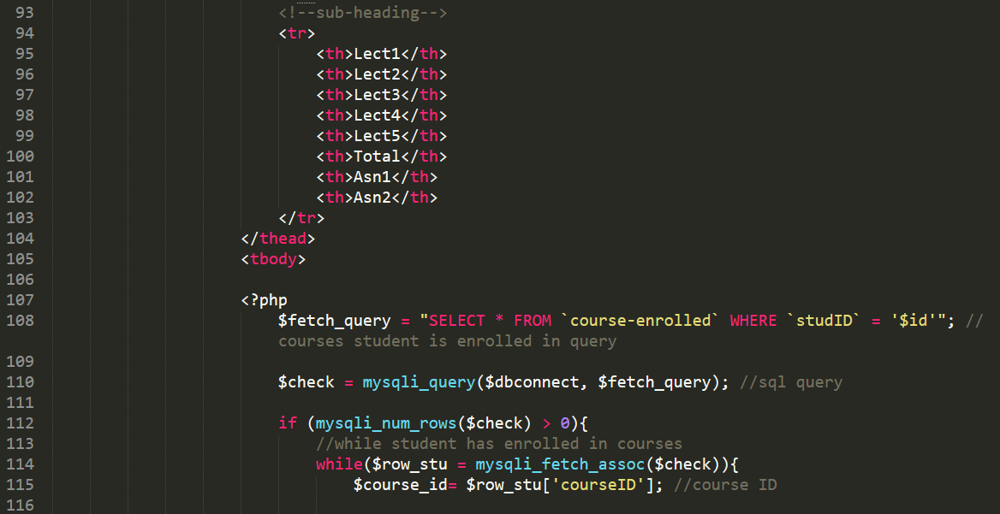 93 <!--sub-heading-->
94 <tr>
95 <th>Lect1</th>
96 <th>Lect2</th>
97 <th>Lect3</th>
98 <th>Lect4</th>
99 <th>Lect5</th>
100 <th>Total</th>
101 <th>Asn1</th>
102 <th>Asn2</th>
103 </tr>
104 </thead>
105 <tbody>
106
107 <?php
108 $fetch_query = "SELECT * FROM `course-enrolled` WHERE `studID` = '$id'"; //
courses student is enrolled in query
109
110 $check = mysqli_query($dbconnect, $fetch_query); //sql query
111
112 if (mysqli_num_rows($check) > 0){
113 //while student has enrolled in courses
114 while($row_stu = mysqli_fetch_assoc($check)){
115 $course_id= $row_stu['courseID']; //course ID
116